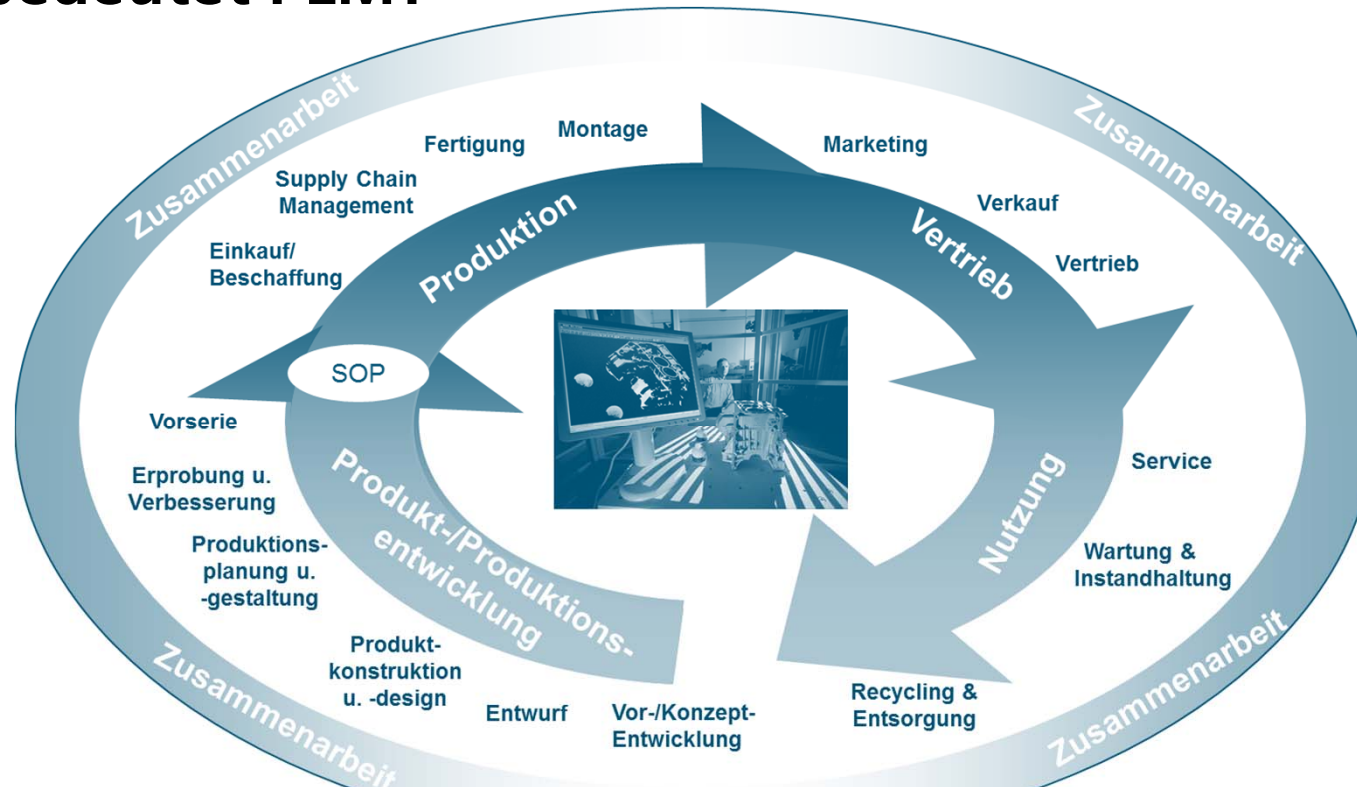 bedeutet PLM?
Zusammenarbeit
Zusammenarbeit
Fertigung
Montage
Marketing
Supply Chain
Management
Verkauf
Einkauf/
Beschaffung
Produktion
Vertrieb
Vertrieb
SOP
Vorserie
Erprobung u.
Verbesserung
Produktions-
planung u.
-gestaltung
Produkt-/Produktions-
entwicklung
Nutzung
Service
Wartung &
Instandhaltung
Produkt-
konstruktion
u. -design
Entwurf
Vor-/Konzept-
Entwicklung
Recycling &
Entsorgung
Zusammenarbeit
Zusammenarbeit